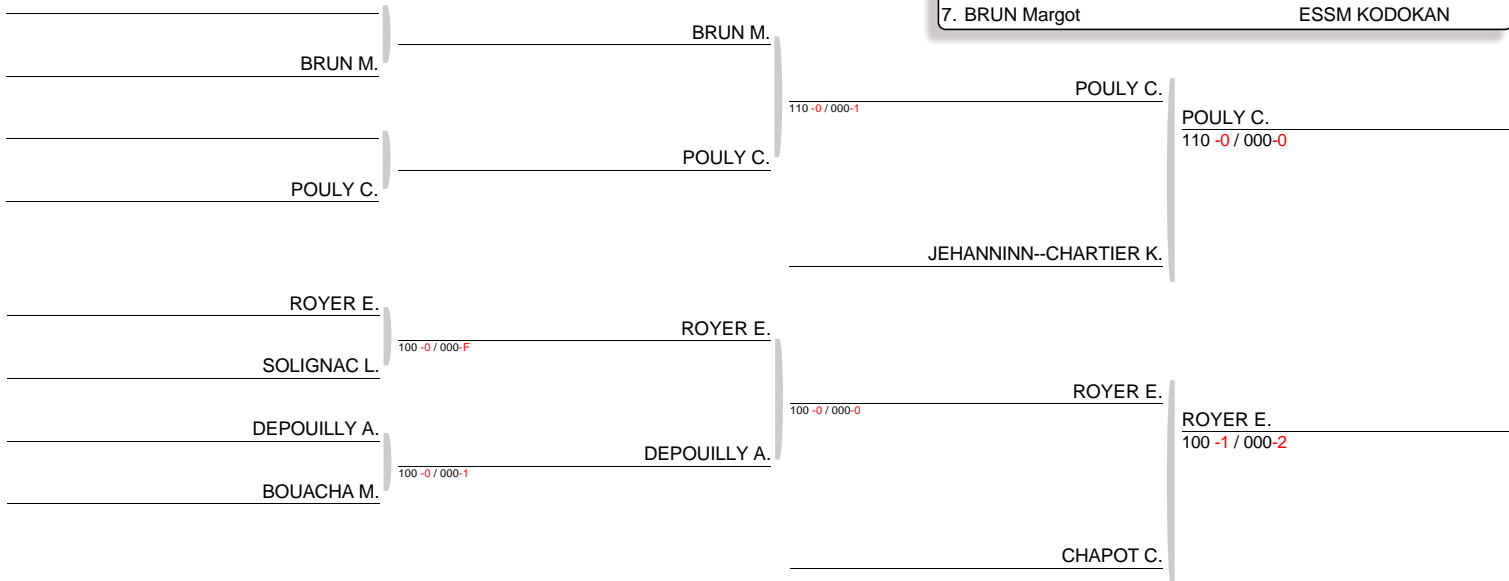 7. BRUN Margot ESSM KODOKAN
BRUN M.
BRUN M.
POULY C.
110 -0 / 000-1
POULY C.
110 -0 / 000-0
POULY C.
POULY C.
JEHANNINN--CHARTIER K.
ROYER E.
ROYER E.
100 -0 / 000-F
SOLIGNAC L.
ROYER E.
100 -0 / 000-0
ROYER E.
100 -1 / 000-2
DEPOUILLY A.
DEPOUILLY A.
100 -0 / 000-1
BOUACHA M.
CHAPOT C.